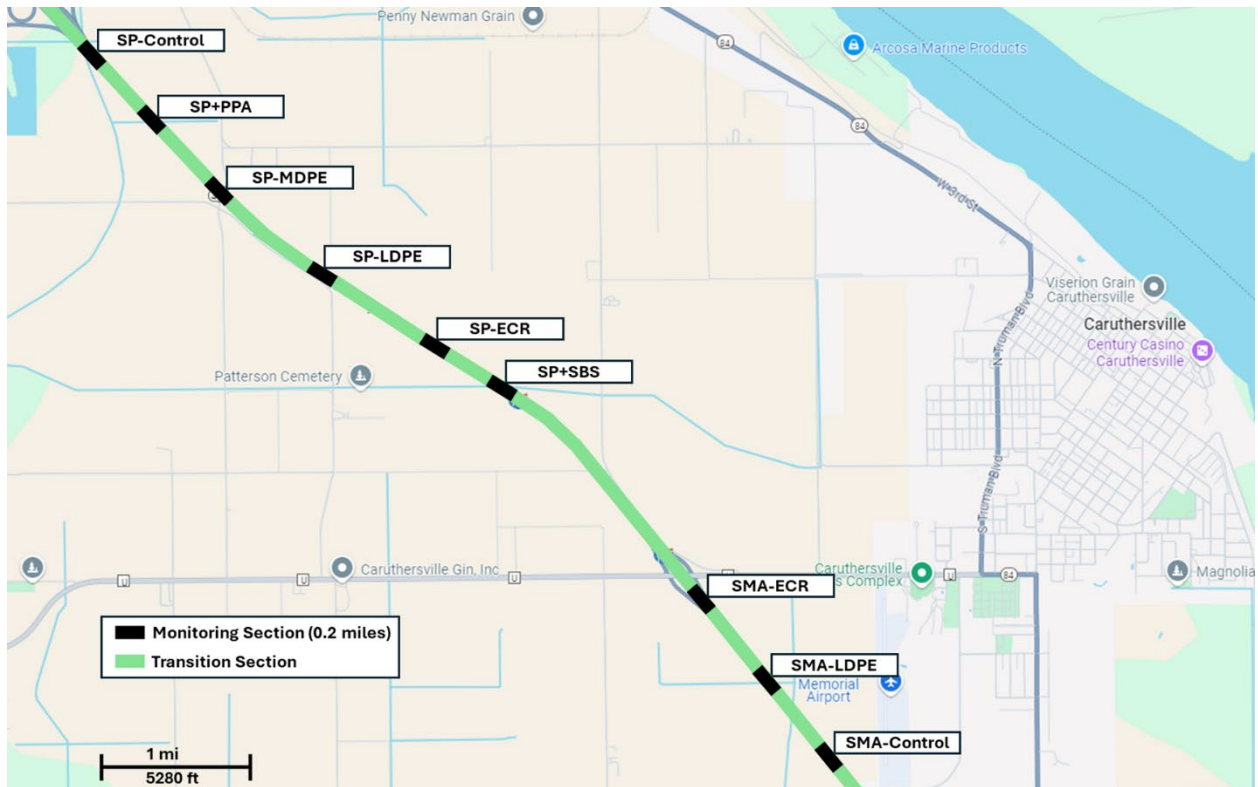 Penny Newman Grain
SP-Control
84
Arcosa Marine Products
SP+PPA
84
SP-MDPE
W 3rd St
SP-LDPE
Viserion Grain
Caruthersville
N Truman Blvd
SP-ECR
Caruthersville
Century Casino
Caruthersville
Patterson Cemetery
SP+SBS
S Truman Blvd
Caruthersville Gin, Inc
U
U
U
Caruthersville
s Complex
U
84
Magnolia
SMA-ECR
Monitoring Section (0.2 miles)
Transition Section
SMA-LDPE
Memorial
Airport
SMA-Control
1 mi
5280 ft